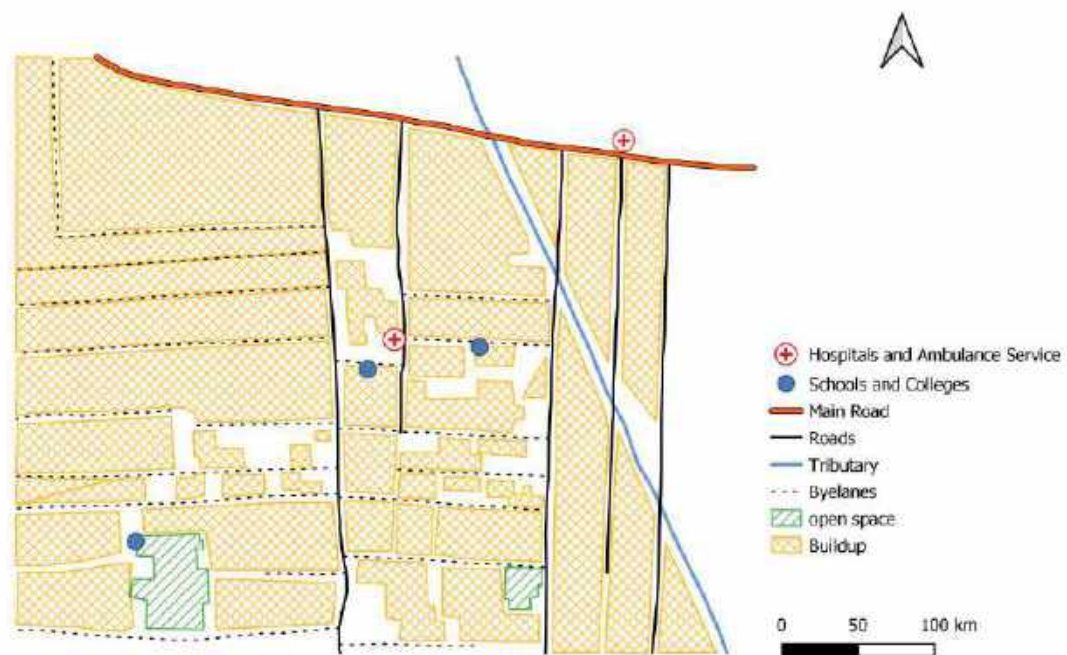 Hospitals and Ambulance Service
Schools and Colleges
Main Road
Roads
Tributary
Byelanes
open space
Buildup
0 50 100 km